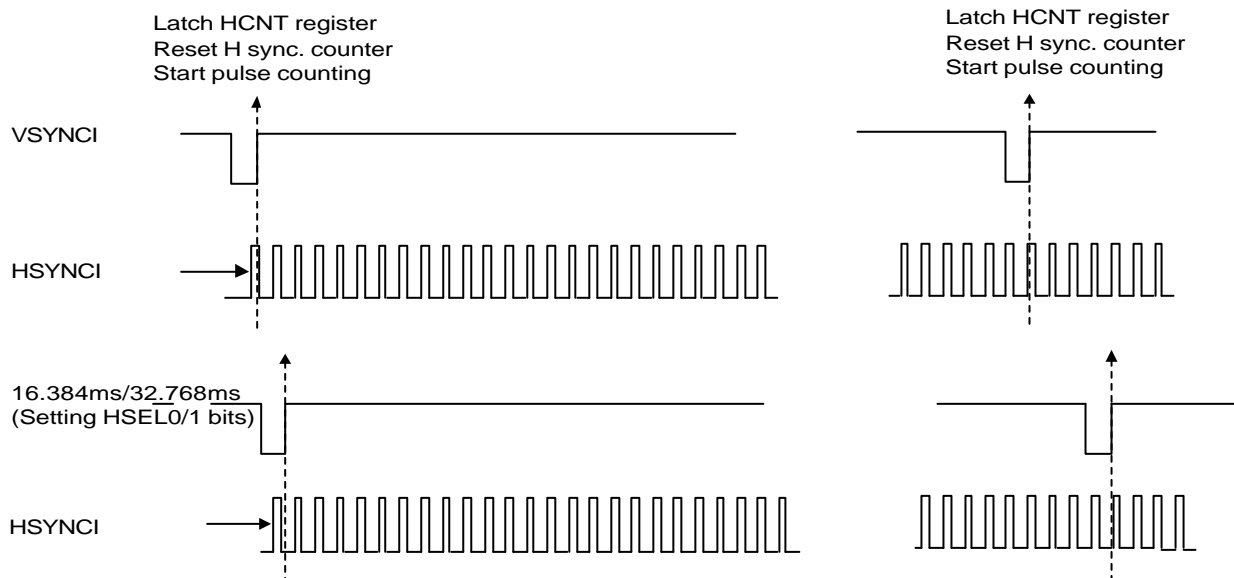 Latch HCNT register
Reset H sync. counter
Start pulse counting
Latch HCNT register
Reset H sync. counter
Start pulse counting
VSYNCI
HSYNCI
16.384ms/32.768ms
(Setting HSEL0/1 bits)
HSYNCI